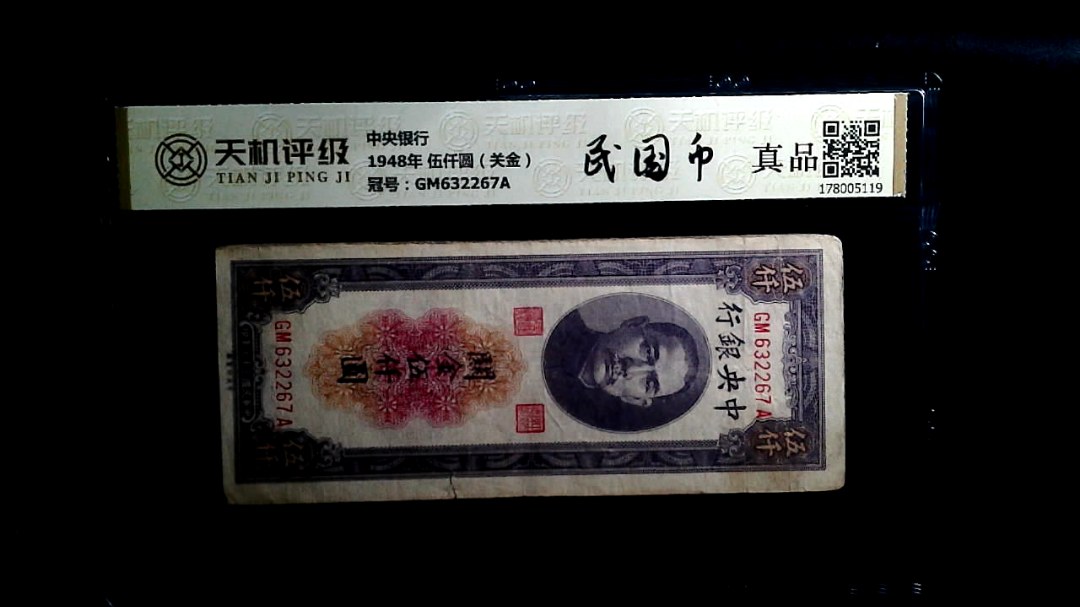 天机评级
TIAN JI PING JI
中央银行
1948年 伍仟圆（关金）
冠号：GM632267A
民国币
真品
178005119
伍仟
伍仟
GM632267A
中央銀行
關金伍仟圓
GM632267A
伍仟
伍仟